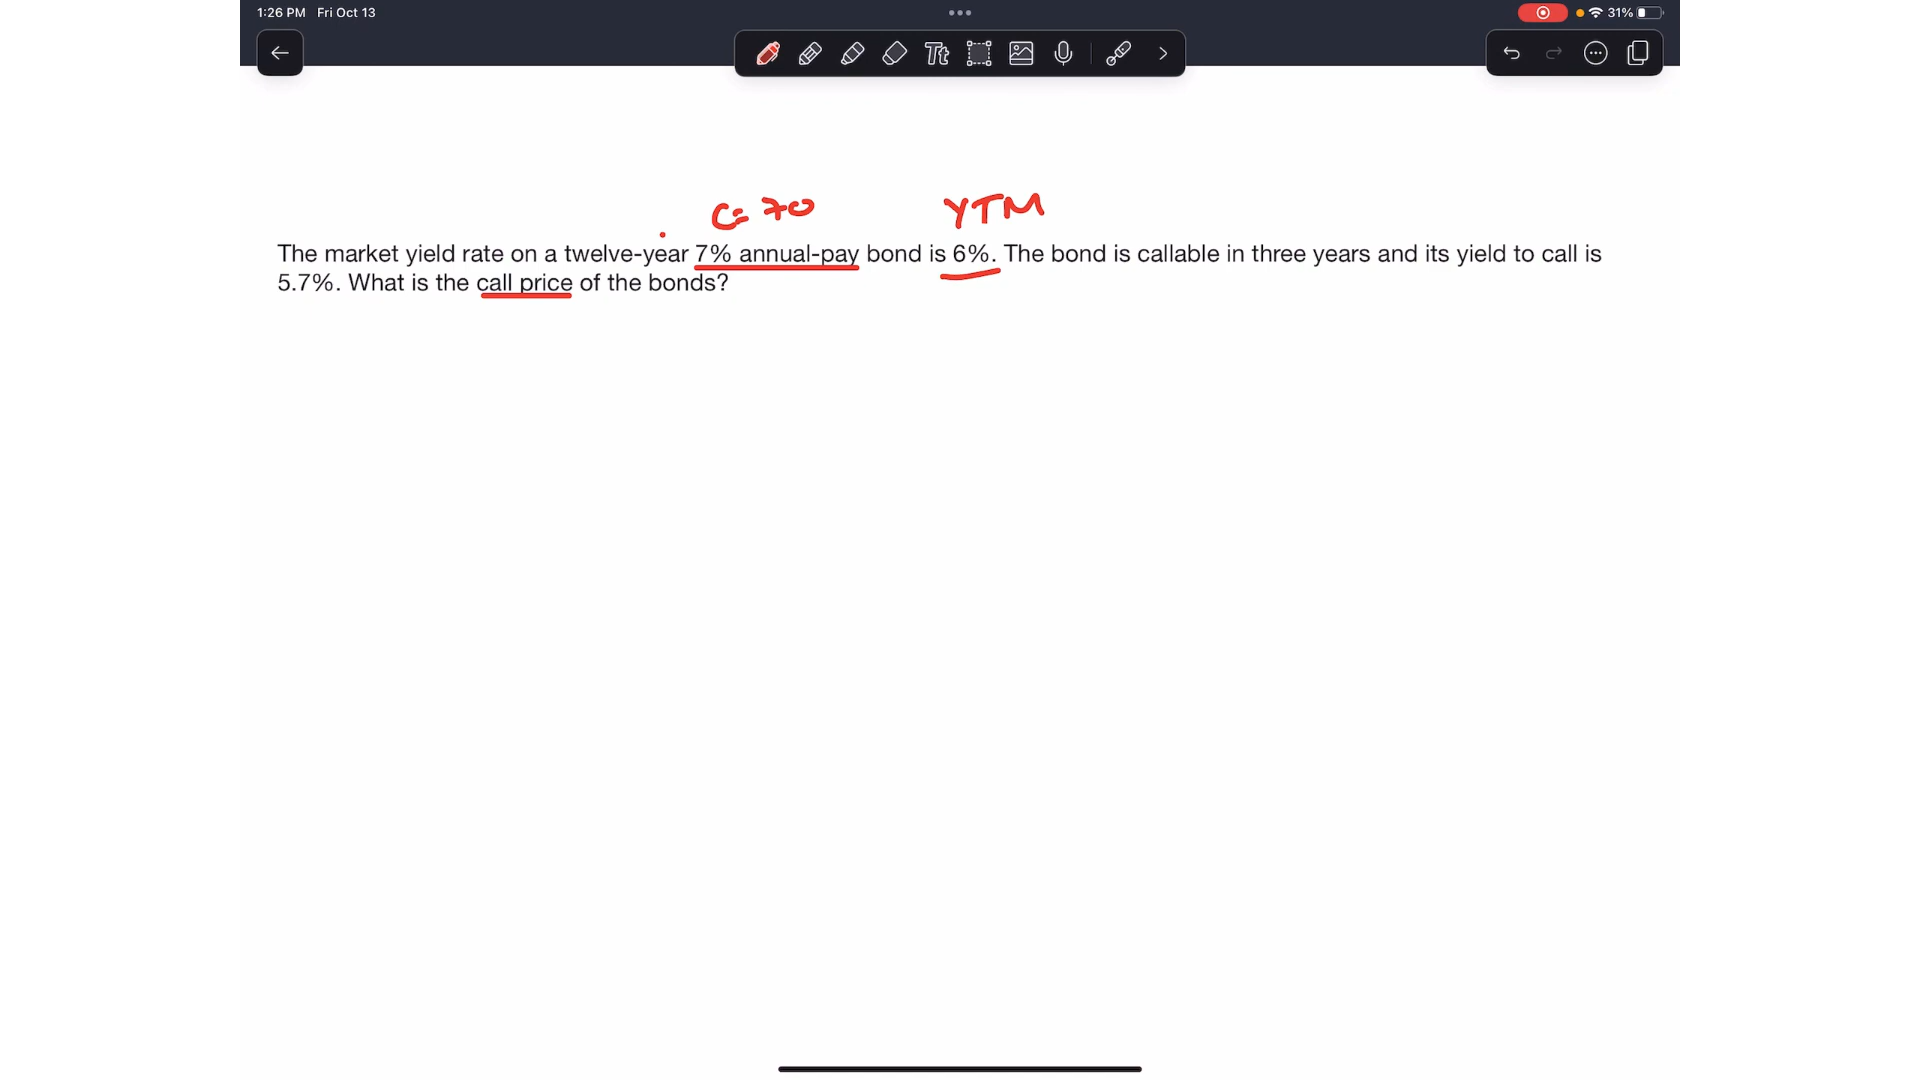 1:26 PM Fri Oct 13
31%
Tt
C= 70 YTM
The market yield rate on a twelve-year 7% annual-pay bond is 6%. The bond is callable in three years and its yield to call is
5.7%. What is the call price of the bonds?